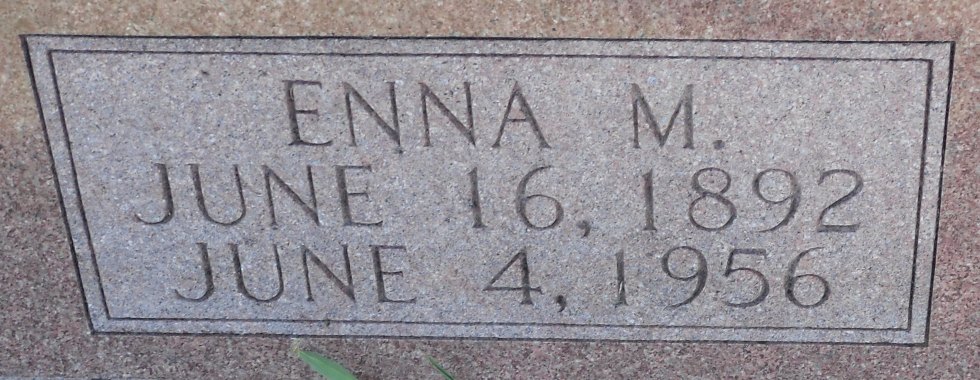 ENNA M.
JUNE 16, 1892
JUNE 4, 1956